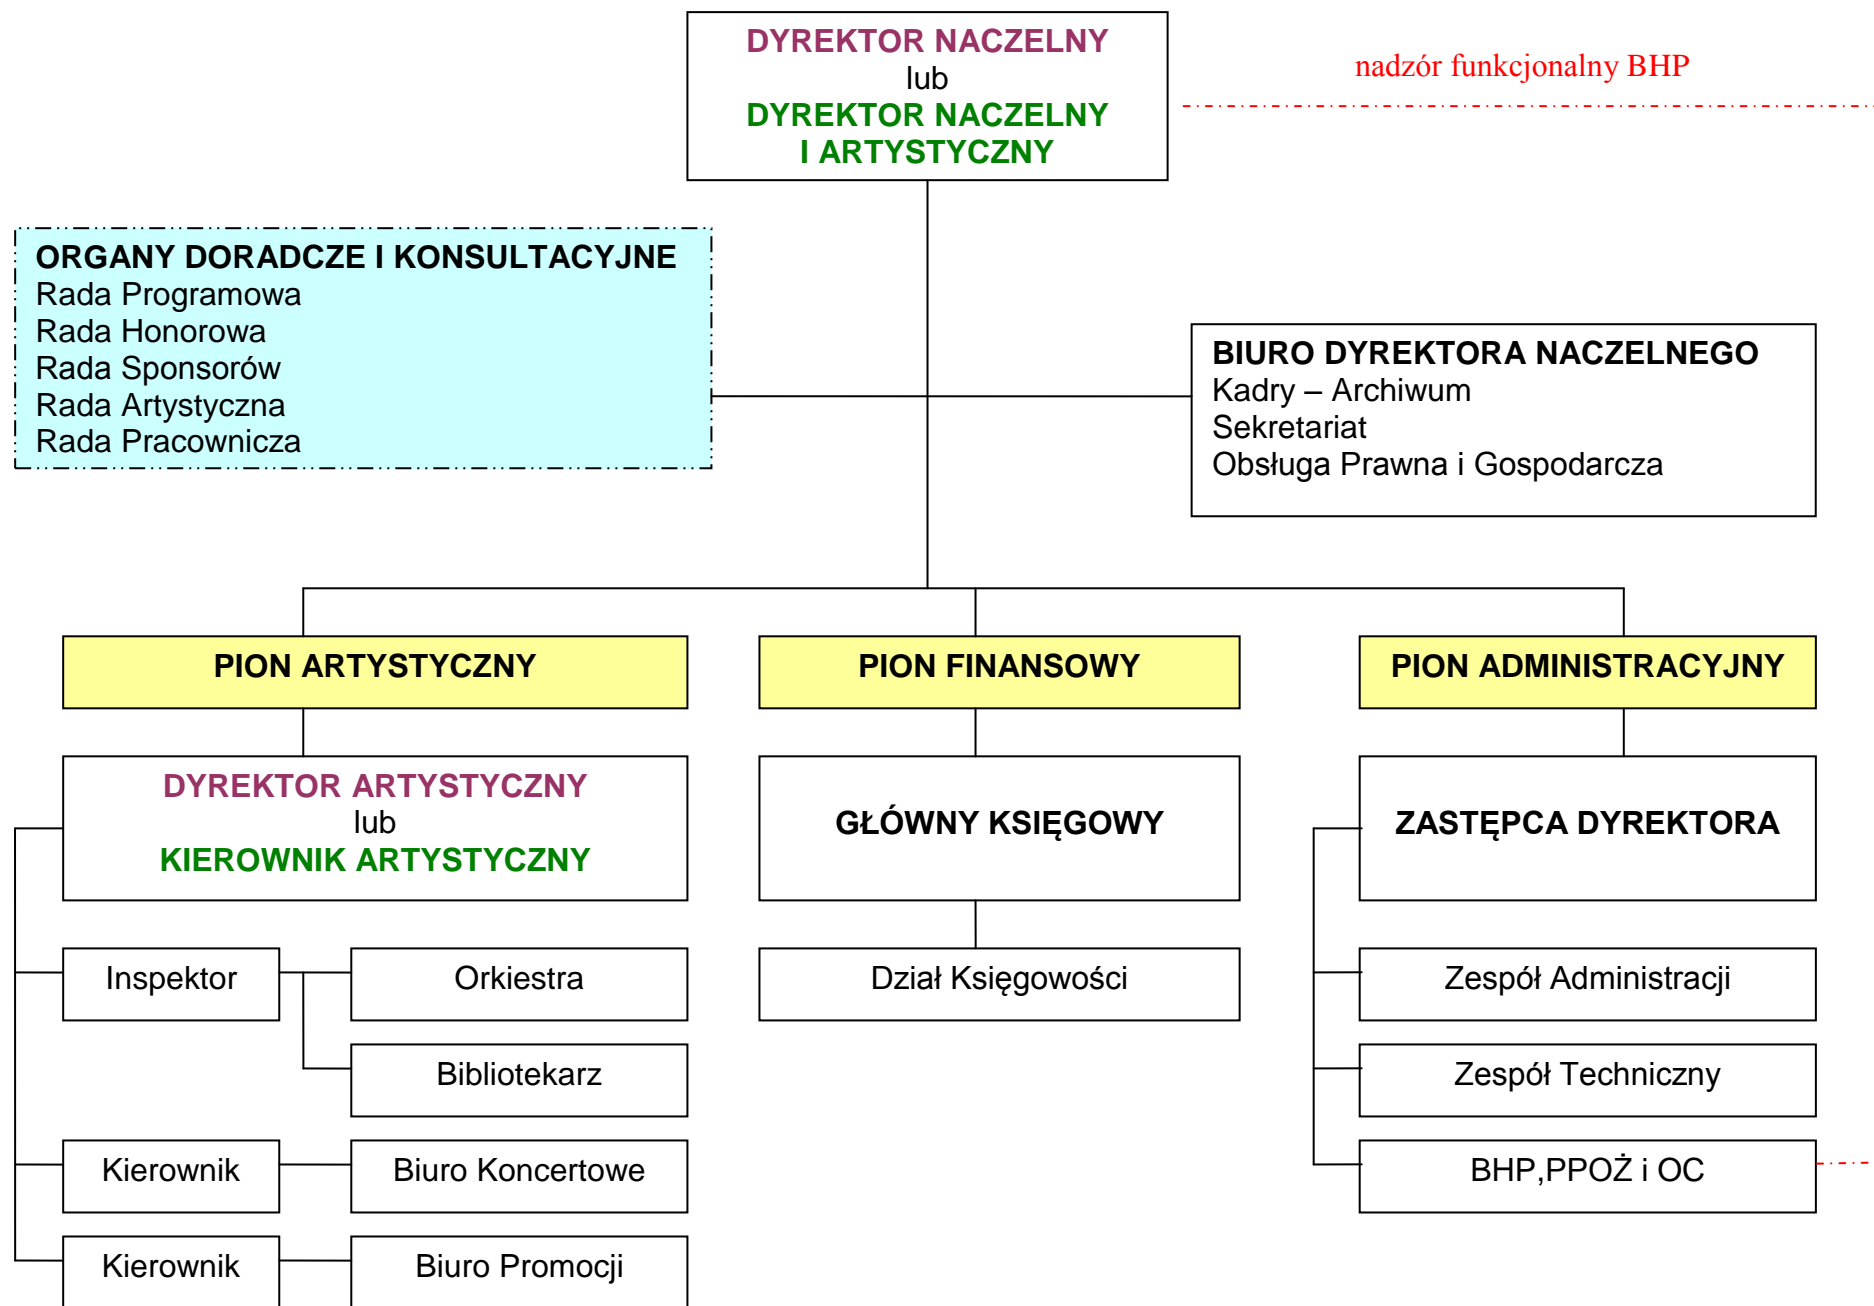 DYREKTOR NACZELNY
lub
DYREKTOR NACZELNY
I ARTYSTYCZNY
nadzór funkcjonalny BHP
ORGANY DORADCZE I KONSULTACYJNE
Rada Programowa
Rada Honorowa
Rada Sponsorów
Rada Artystyczna
Rada Pracownicza
BIURO DYREKTORA NACZELNEGO
Kadry – Archiwum
Sekretariat
Obsługa Prawna i Gospodarcza
PION ARTYSTYCZNY
PION FINANSOWY
PION ADMINISTRACYJNY
DYREKTOR ARTYSTYCZNY
lub
KIEROWNIK ARTYSTYCZNY
GŁÓWNY KSIĘGOWY
ZASTĘPCA DYREKTORA
Inspektor
Orkiestra
Dział Księgowości
Zespół Administracji
Bibliotekarz
Zespół Techniczny
Kierownik
Biuro Koncertowe
BHP,PPOŻ i OC
Kierownik
Biuro Promocji